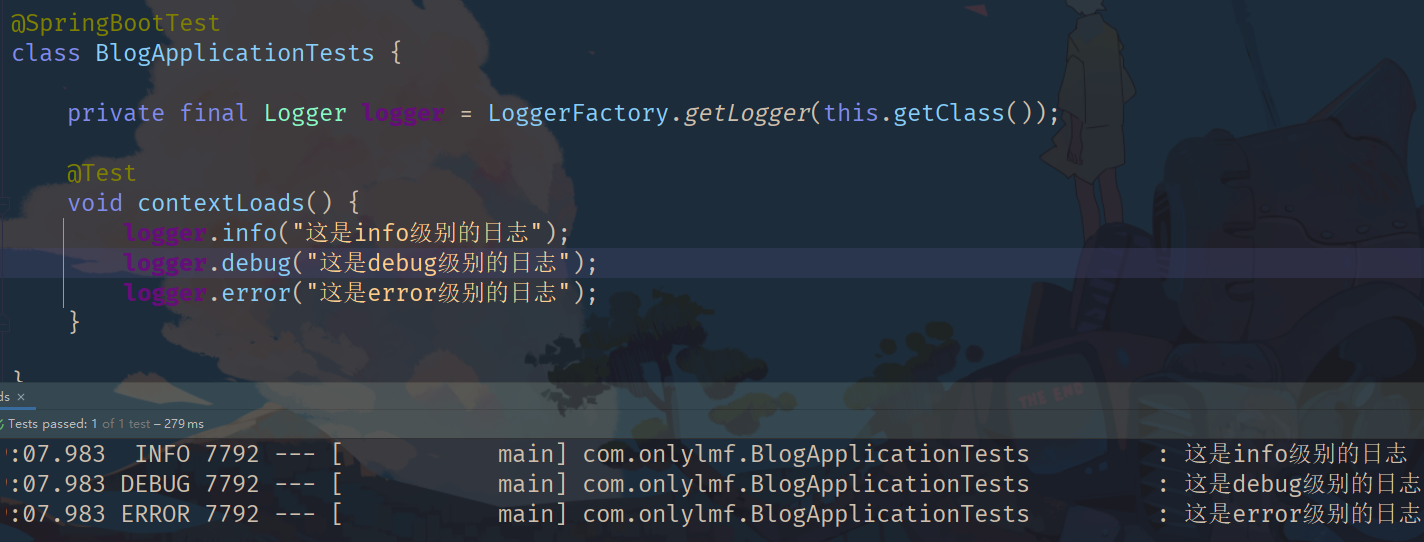 @SpringBootTest
class BlogApplicationTests {
private final Logger logger = LoggerFactory.getLogger(this.getClass());
@Test
void contextLoads() {
logger.info("这是info级别的日志");
logger.debug("这是debug级别的日志");
logger.error("这是error级别的日志");
}
}
ds ×
Tests passed: 1 of 1 test – 279 ms
:07.983  INFO 7792 --- [           main] com.onlylmf.BlogApplicationTests         : 这是info级别的日志
:07.983 DEBUG 7792 --- [           main] com.onlylmf.BlogApplicationTests         : 这是debug级别的日志
:07.983 ERROR 7792 --- [           main] com.onlylmf.BlogApplicationTests         : 这是error级别的日志
THE END